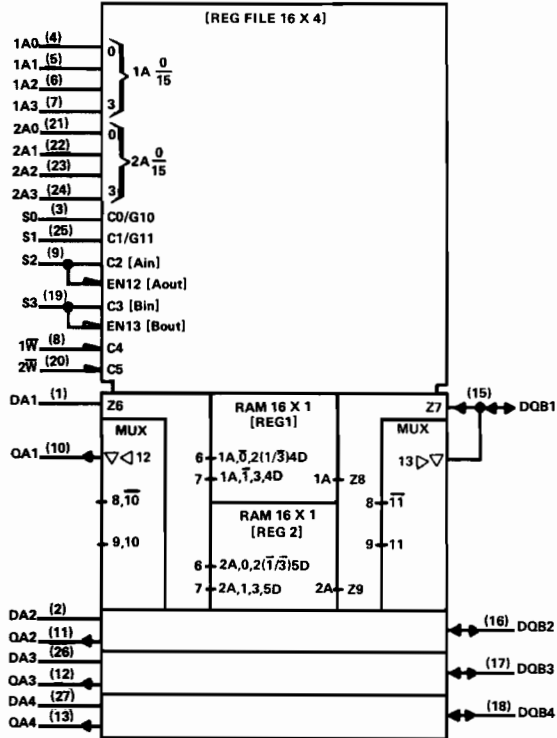 [REG FILE 16 X 4]
1A0 (4) 0
1A1 (5)
1A2 (6)
1A3 (7) 3
1A 0/15
2A0 (21) 0
2A1 (22)
2A2 (23)
2A3 (24) 3
2A 0/15
S0 (3) C0/G10
S1 (25) C1/G11
S2 (9) C2 [Ain]
EN12 [Aout]
S3 (19) C3 [Bin]
EN13 [Bout]
1W̅ (8) C4
2W̅ (20) C5
DA1 (1) Z6
RAM 16 X 1
[REG1]
Z7 (15) DQB1
MUX
MUX
QA1 (10) ▽◁ 12
6 1A,0̅,2(1/3̅)4D
7 1A,1̅,3,4D
1A Z8
13 ▷▽
8,1̅0̅
8 1̅1̅
RAM 16 X 1
[REG 2]
9,10
9 11
6 2A,0,2(1̅/3̅)5D
7 2A,1,3,5D
2A Z9
DA2 (2)
QA2 (11)
(16) DQB2
DA3 (26)
QA3 (12)
(17) DQB3
DA4 (27)
QA4 (13)
(18) DQB4